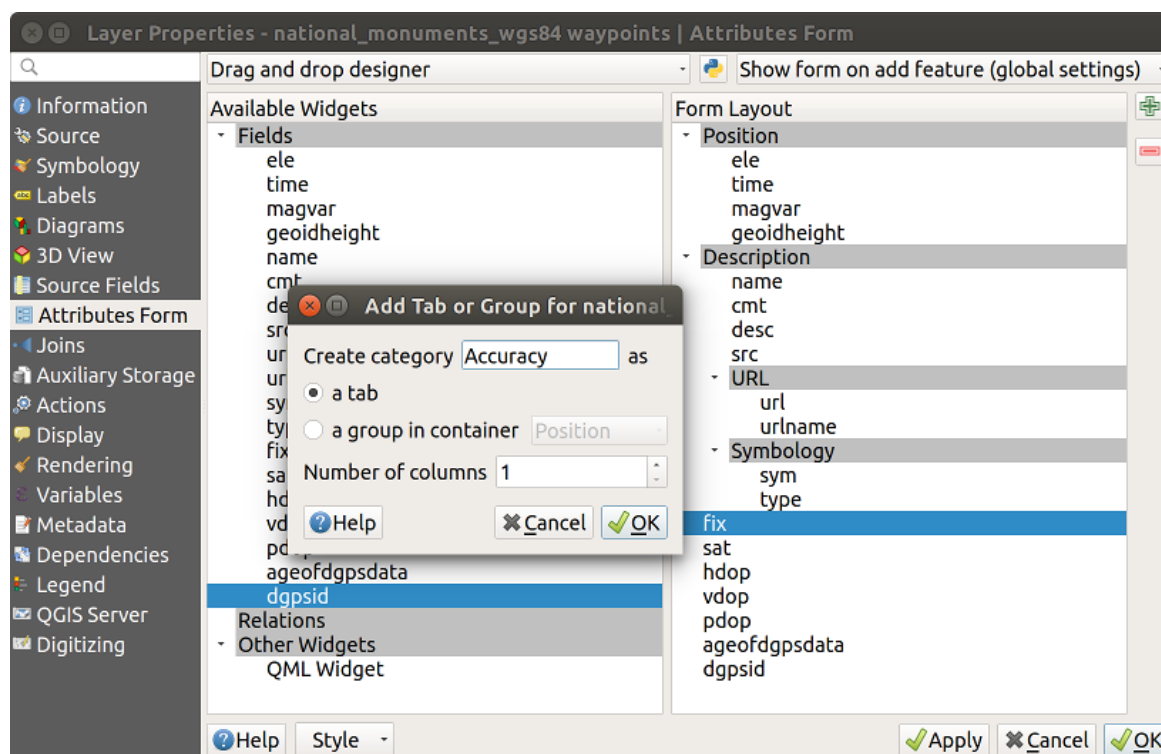 Layer Properties - national_monuments_wgs84 waypoints | Attributes Form
Information
Source
Symbology
Labels
Diagrams
3D View
Source Fields
Attributes Form
Joins
Auxiliary Storage
Actions
Display
Rendering
Variables
Metadata
Dependencies
Legend
QGIS Server
Digitizing
Drag and drop designer
Show form on add feature (global settings)
Available Widgets
Fields
ele
time
magvar
geoidheight
name
cmt
ageofdgpsdata
dgpsid
Relations
Other Widgets
QML Widget
Add Tab or Group for national_
Create category Accuracy as
a tab
a group in container Position
Number of columns 1
Help Cancel OK
Form Layout
Position
ele
time
magvar
geoidheight
Description
name
cmt
desc
src
URL
url
urlname
Symbology
sym
type
fix
sat
hdop
vdop
pdop
ageofdgpsdata
dgpsid
Help Style Apply Cancel OK